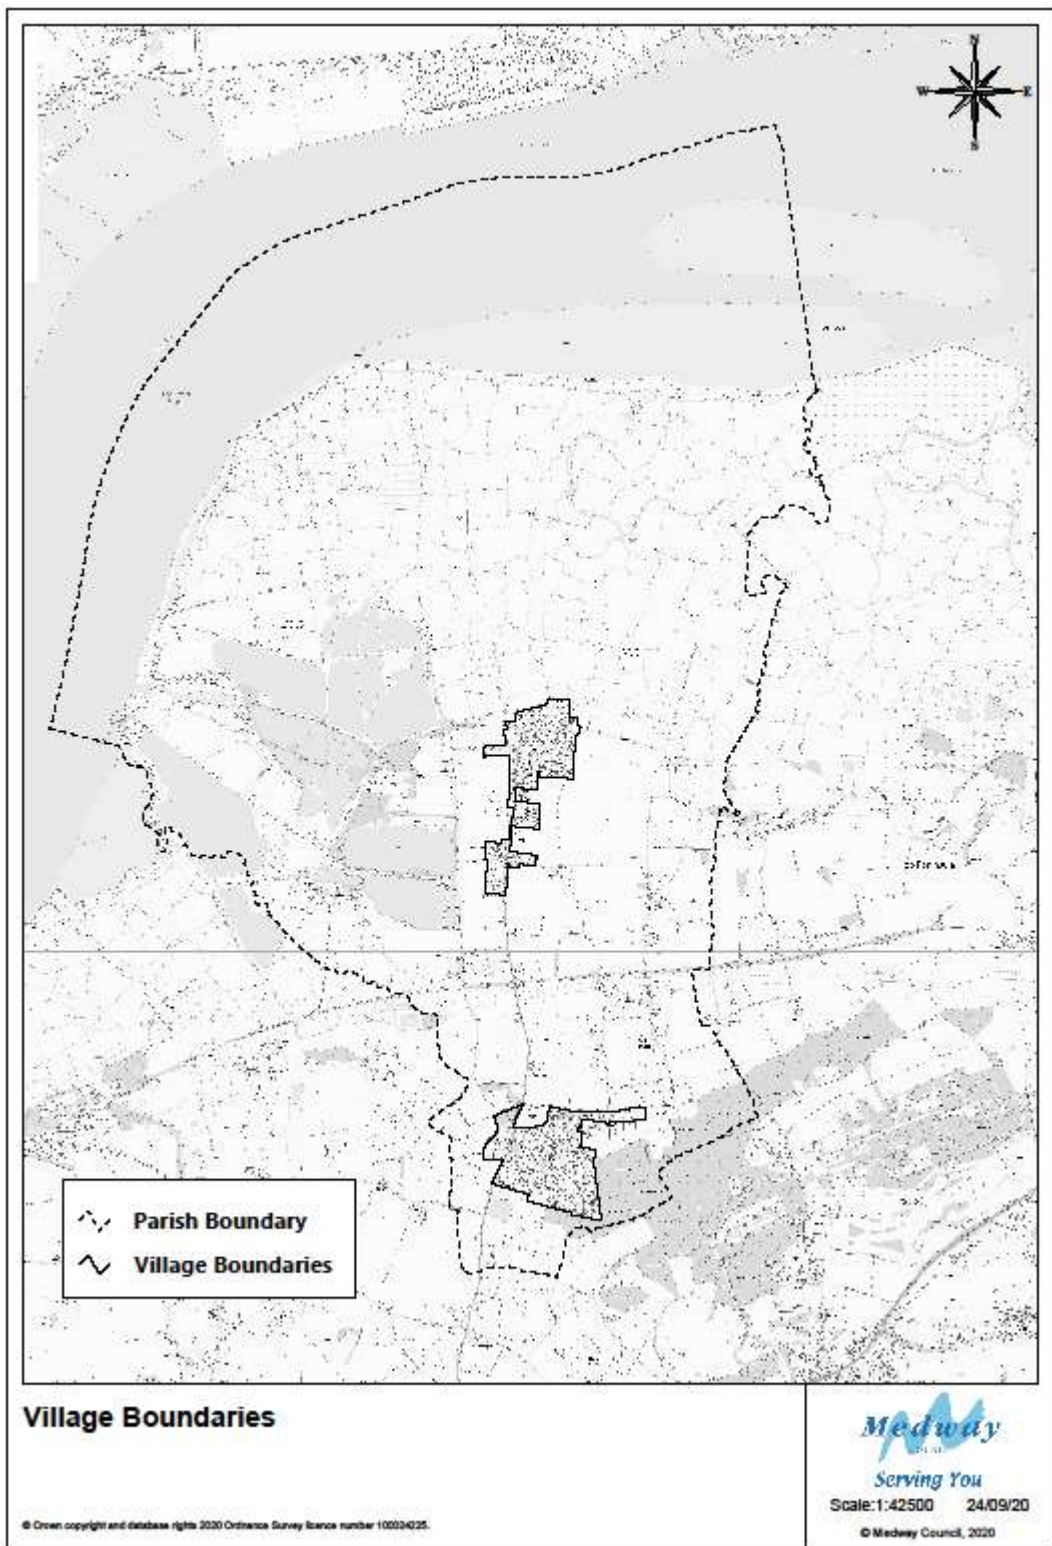 N
W E
S
Parish Boundary
Village Boundaries
Village Boundaries
Medway
Serving You
Scale:1:42500 24/09/20
© Crown copyright and database rights 2020 Ordnance Survey licence number 100024225.
© Medway Council, 2020